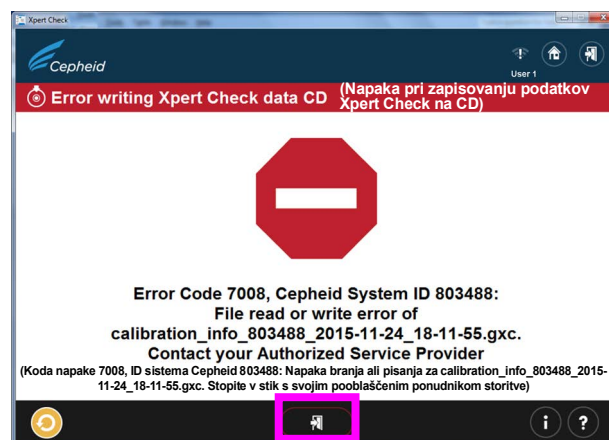 Xpert Check
Cepheid
User 1
Error writing Xpert Check data CD
(Napaka pri zapisovanju podatkov
Xpert Check na CD)
Error Code 7008, Cepheid System ID 803488:
File read or write error of
calibration_info_803488_2015-11-24_18-11-55.gxc.
Contact your Authorized Service Provider
(Koda napake 7008, ID sistema Cepheid 803488: Napaka branja ali pisanja za calibration_info_803488_2015-
11-24_18-11-55.gxc. Stopite v stik s svojim pooblaščenim ponudnikom storitve)
i ?